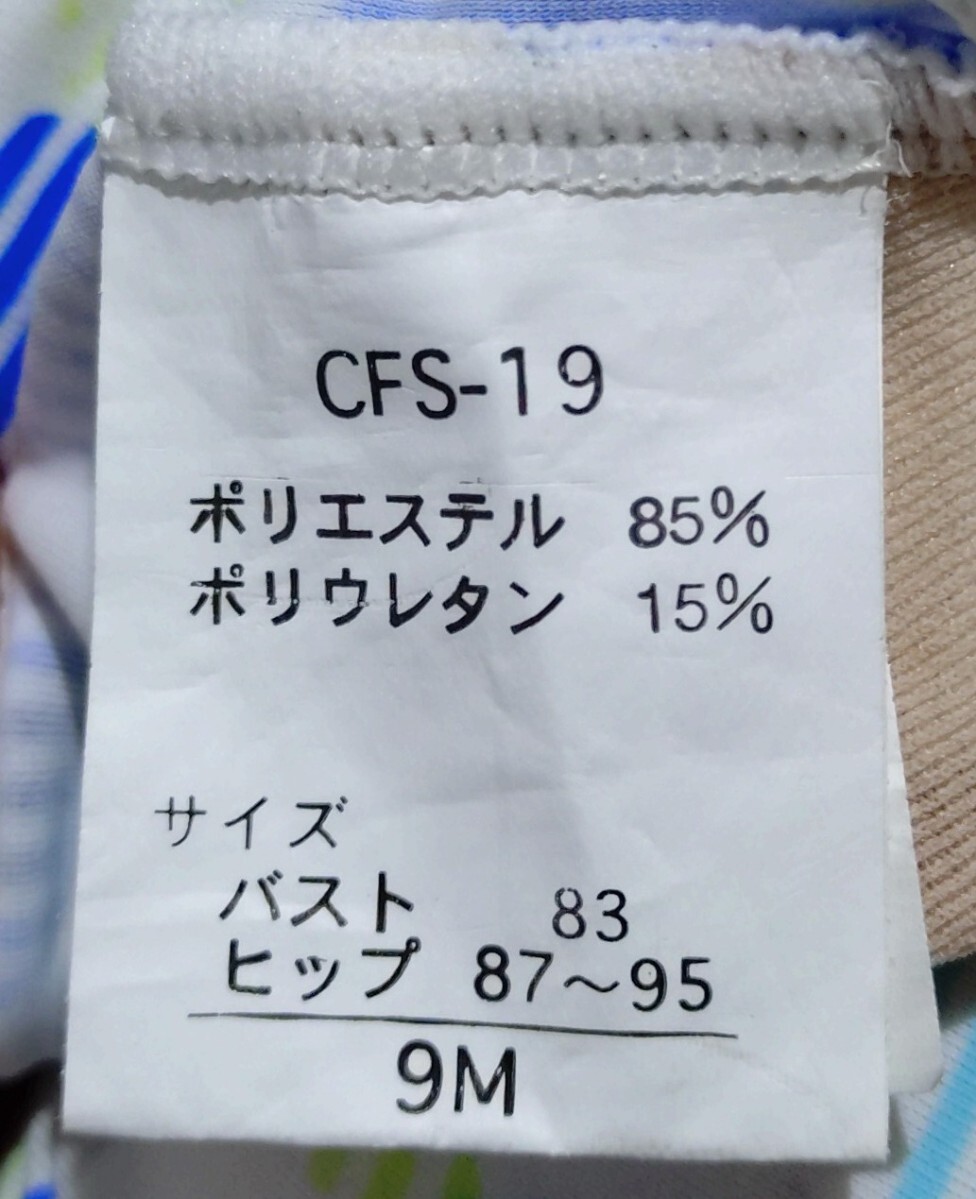 CFS-19
ポリエステル 85%
ポリウレタン 15%
サイズ
バスト 83
ヒップ 87～95
9M